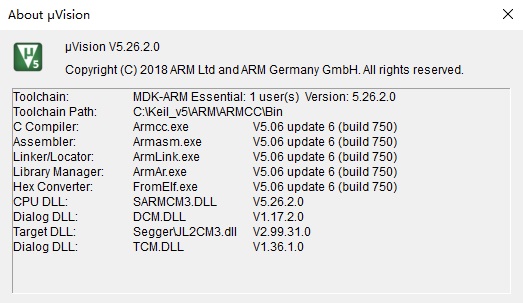 About µVision
µVision V5.26.2.0
Copyright (C) 2018 ARM Ltd and ARM Germany GmbH. All rights reserved.
Toolchain: MDK-ARM Essential: 1 user(s) Version: 5.26.2.0
Toolchain Path: C:\Keil_v5\ARM\ARMCC\Bin
C Compiler: Armcc.exe V5.06 update 6 (build 750)
Assembler: Armasm.exe V5.06 update 6 (build 750)
Linker/Locator: ArmLink.exe V5.06 update 6 (build 750)
Library Manager: ArmAr.exe V5.06 update 6 (build 750)
Hex Converter: FromElf.exe V5.06 update 6 (build 750)
CPU DLL: SARMCM3.DLL V5.26.2.0
Dialog DLL: DCM.DLL V1.17.2.0
Target DLL: Segger\JL2CM3.dll V2.99.31.0
Dialog DLL: TCM.DLL V1.36.1.0